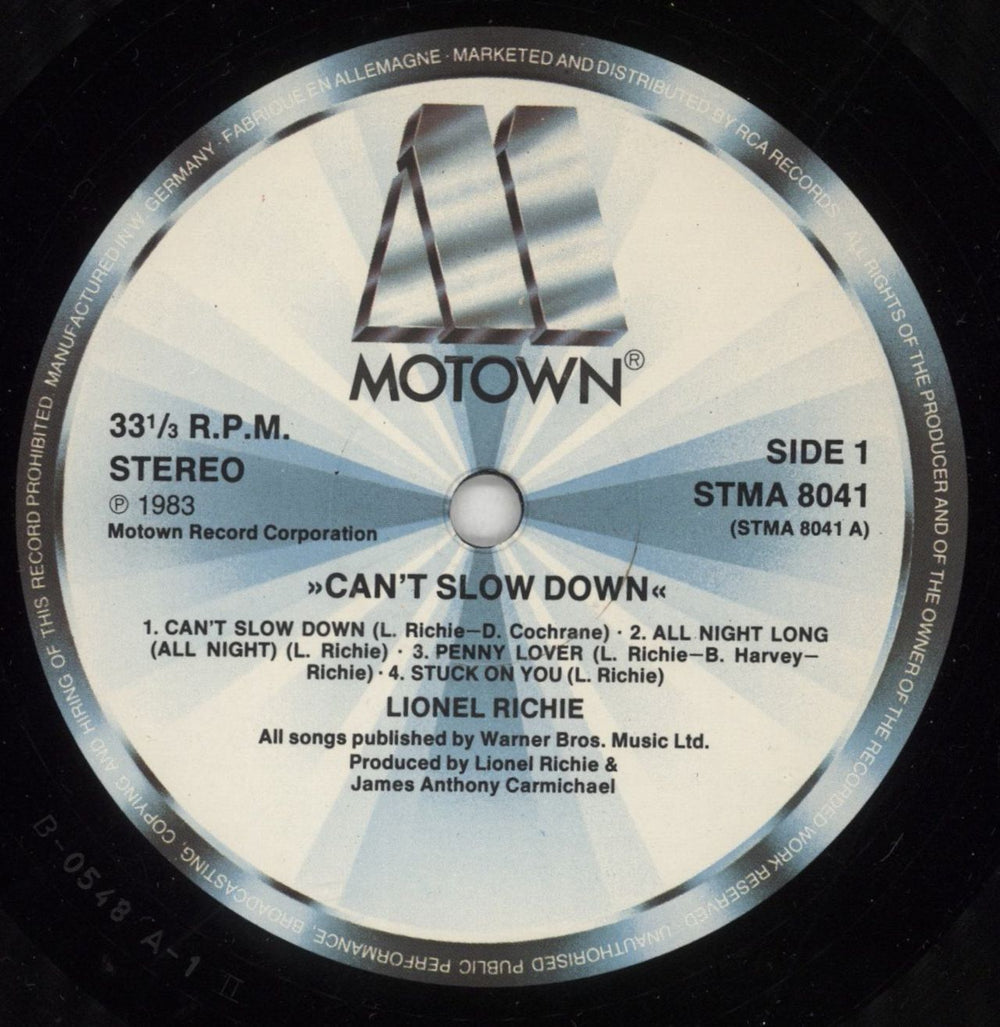 MANUFACTURED IN W. GERMANY · FABRIQUE EN ALLEMAGNE · MARKETED AND DISTRIBUTED BY RCA RECORDS · ALL RIGHTS OF THE PRODUCER AND OF THE OWNER OF THE RECORDED WORK RESERVED · UNAUTHORISED PUBLIC PERFORMANCE, BROADCASTING, COPYING AND HIRING OF THIS RECORD PROHIBITED
MOTOWN®
33 1/3 R.P.M.
STEREO
℗ 1983
Motown Record Corporation
SIDE 1
STMA 8041
(STMA 8041 A)
»CAN'T SLOW DOWN«
1. CAN'T SLOW DOWN (L. Richie–D. Cochrane) · 2. ALL NIGHT LONG
(ALL NIGHT) (L. Richie) · 3. PENNY LOVER (L. Richie–B. Harvey–
Richie) · 4. STUCK ON YOU (L. Richie)
LIONEL RICHIE
All songs published by Warner Bros. Music Ltd.
Produced by Lionel Richie &
James Anthony Carmichael
B-0548 A-1 II